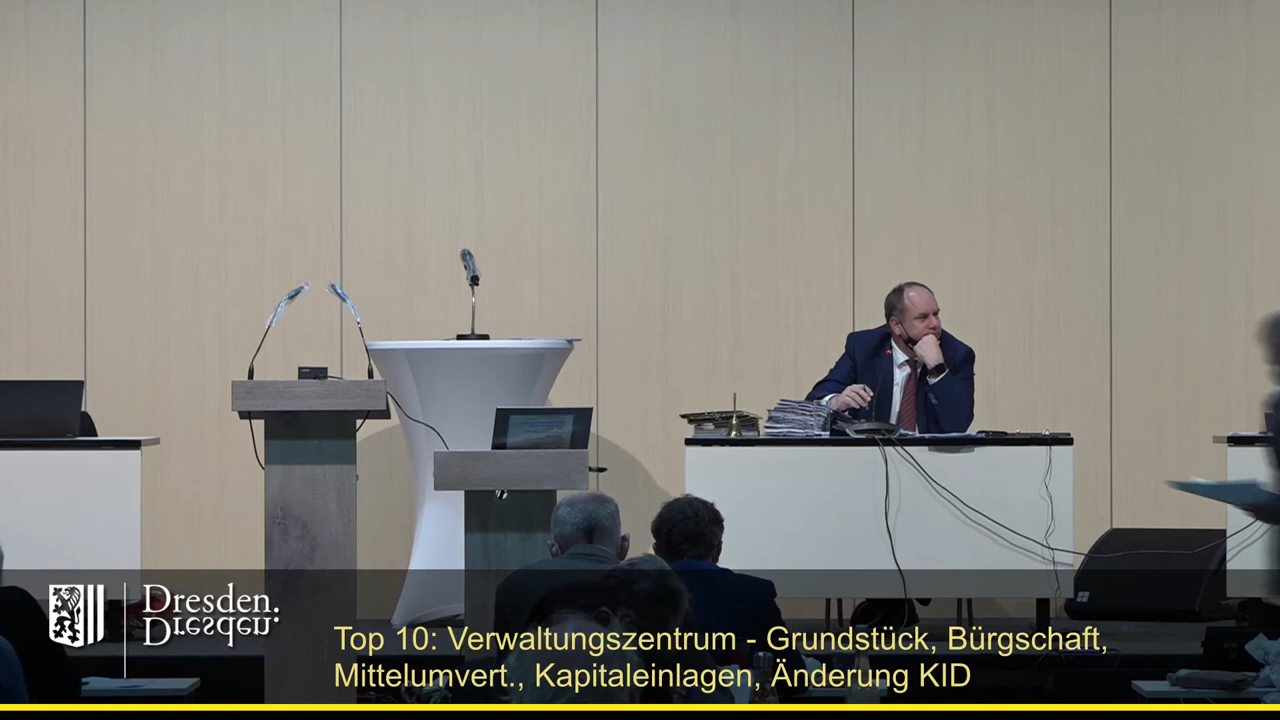 Dresden.
Dresden.
Top 10: Verwaltungszentrum - Grundstück, Bürgschaft,
Mittelumvert., Kapitaleinlagen, Änderung KID